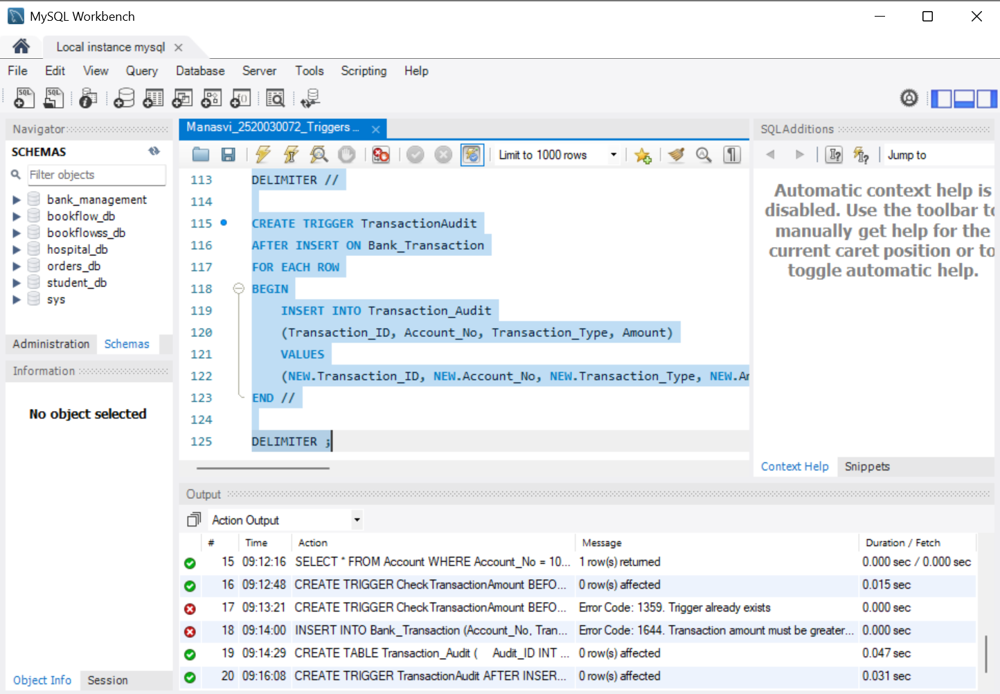 MySQL Workbench
Local instance mysql
File Edit View Query Database Server Tools Scripting Help
Navigator
SCHEMAS
Filter objects
bank_management
bookflow_db
bookflowss_db
hospital_db
orders_db
student_db
sys
Administration Schemas
Information
No object selected
Object Info Session
Manasvi_2520030072_Triggers ...
Limit to 1000 rows
113 DELIMITER //
114
115 CREATE TRIGGER TransactionAudit
116 AFTER INSERT ON Bank_Transaction
117 FOR EACH ROW
118 BEGIN
119 INSERT INTO Transaction_Audit
120 (Transaction_ID, Account_No, Transaction_Type, Amount)
121 VALUES
122 (NEW.Transaction_ID, NEW.Account_No, NEW.Transaction_Type, NEW.
123 END //
124
125 DELIMITER ;
SQLAdditions
Jump to
Automatic context help is
disabled. Use the toolbar to
manually get help for the
current caret position or to
toggle automatic help.
Context Help Snippets
Output
Action Output
# Time Action Message Duration / Fetch
15 09:12:16 SELECT * FROM Account WHERE Account_No = 10... 1 row(s) returned 0.000 sec / 0.000 sec
16 09:12:48 CREATE TRIGGER CheckTransactionAmount BEFO... 0 row(s) affected 0.015 sec
17 09:13:21 CREATE TRIGGER CheckTransactionAmount BEFO... Error Code: 1359. Trigger already exists 0.000 sec
18 09:14:00 INSERT INTO Bank_Transaction (Account_No, Tran... Error Code: 1644. Transaction amount must be greater... 0.000 sec
19 09:14:29 CREATE TABLE Transaction_Audit ( Audit_ID INT ... 0 row(s) affected 0.047 sec
20 09:16:08 CREATE TRIGGER TransactionAudit AFTER INSER... 0 row(s) affected 0.031 sec